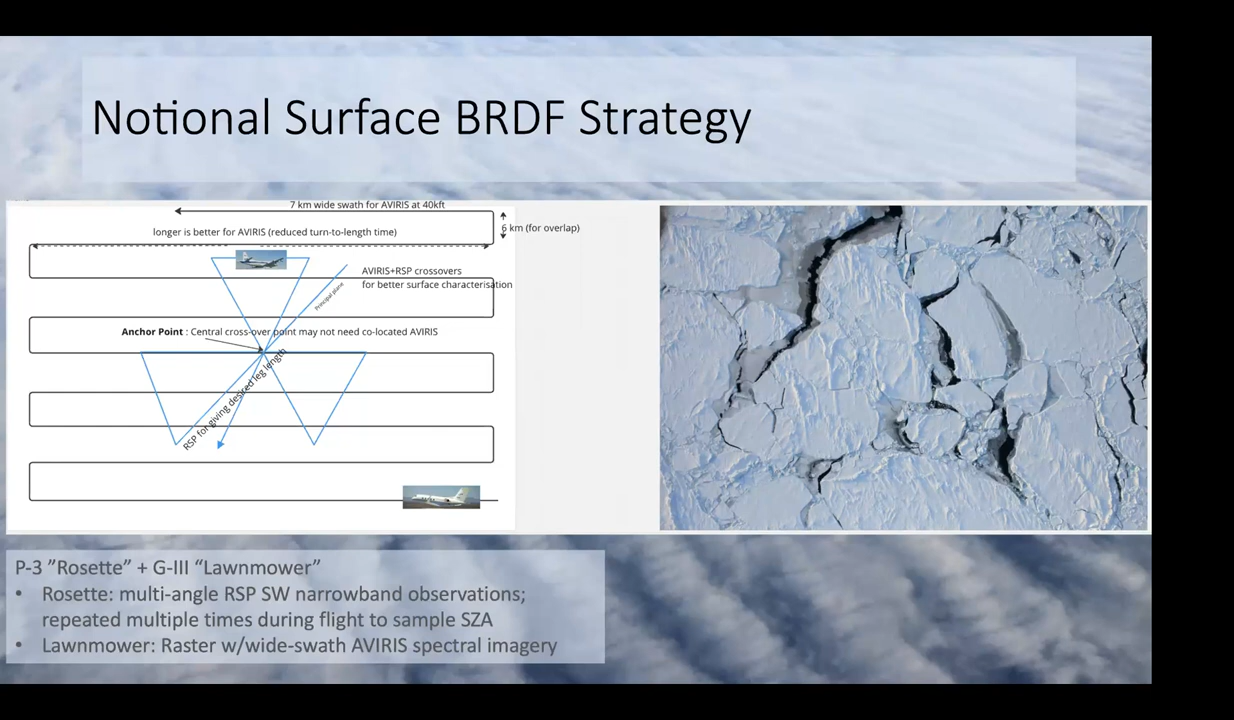 Notional Surface BRDF Strategy
7 km wide swath for AVIRIS at 40kft
6 km (for overlap)
longer is better for AVIRIS (reduced turn-to-length time)
AVIRIS+RSP crossovers
for better surface characterisation
Principal plane
Anchor Point : Central cross-over point may not need co-located AVIRIS
RSP for giving desired leg length
P-3 ”Rosette” + G-III “Lawnmower”
• Rosette: multi-angle RSP SW narrowband observations;
repeated multiple times during flight to sample SZA
• Lawnmower: Raster w/wide-swath AVIRIS spectral imagery